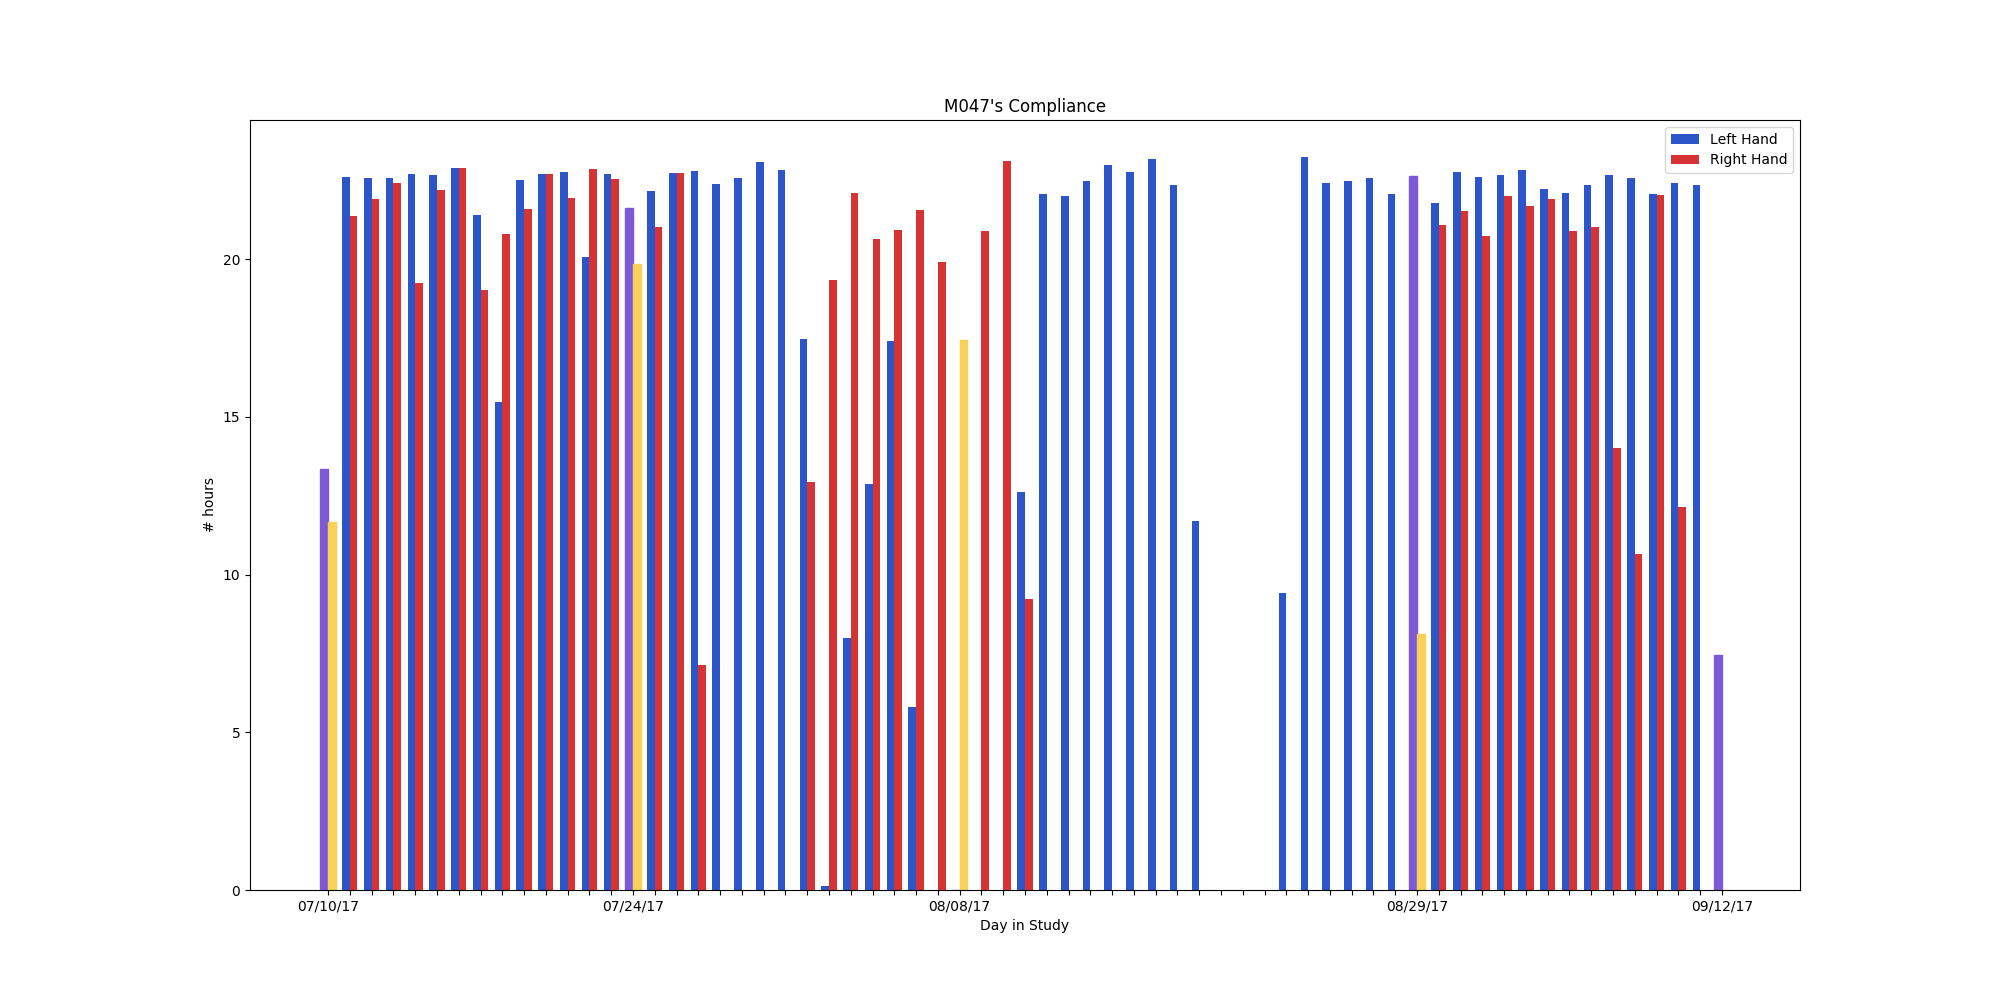 M047's Compliance
Left Hand
Right Hand
20
15
10
5
0
# hours
07/10/17 07/24/17 08/08/17 08/29/17 09/12/17
Day in Study